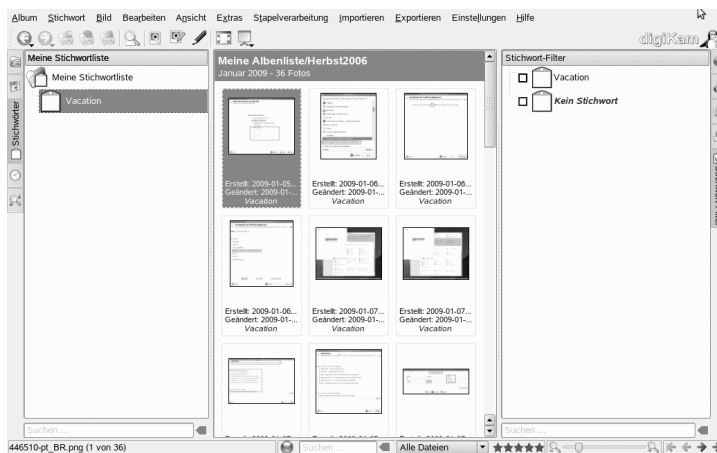 Album Stichwort Bild Bearbeiten Ansicht Extras Stapelverarbeitung Importieren Exportieren Einstellungen Hilfe
digiKam
Meine Stichwortliste
Meine Stichwortliste
Vacation
Stichwörter
Meine Albenliste/Herbst2006
Januar 2009 - 36 Fotos
Erstellt: 2009-01-05... Erstellt: 2009-01-06... Erstellt: 2009-01-06...
Geändert: 2009-01-... Geändert: 2009-01-... Geändert: 2009-01-...
Vacation Vacation Vacation
Erstellt: 2009-01-06... Erstellt: 2009-01-07... Erstellt: 2009-01-07...
Geändert: 2009-01-... Geändert: 2009-01-... Geändert: 2009-01-...
Vacation Vacation Vacation
Stichwort-Filter
Vacation
Kein Stichwort
Suchen ...
Suchen ...
446510-pt_BR.png (1 von 36)
Suchen ...
Alle Dateien